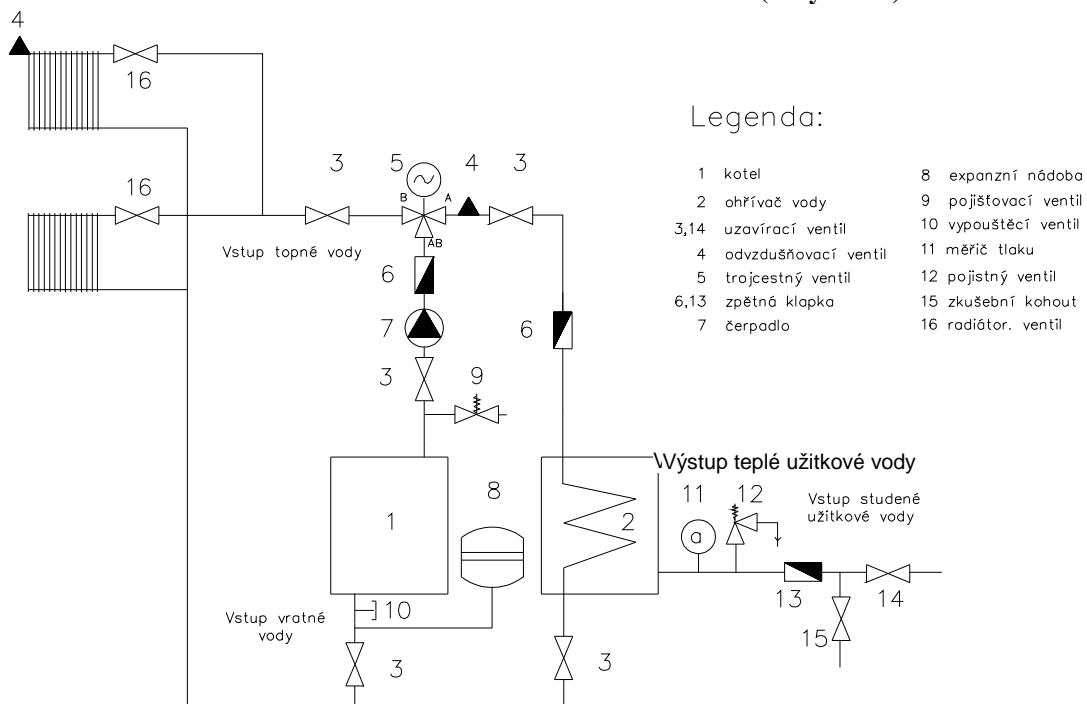 4
16
Legenda:
3
5
4
3
1 kotel
8 expanzní nádoba
16
B
A
2 ohřívač vody
9 pojišťovací ventil
3,14 uzavírací ventil
10 vypouštěcí ventil
AB
Vstup topné vody
4 odvzdušňovací ventil
11 měřič tlaku
6
5 trojcestný ventil
12 pojistný ventil
6,13 zpětná klapka
15 zkušební kohout
7
6
7 čerpadlo
16 radiátor. ventil
3
9
Výstup teplé užitkové vody
8
11
12
Vstup studené
užitkové vody
1
2
a
13
14
10
Vstup vratné
vody
15
3
3